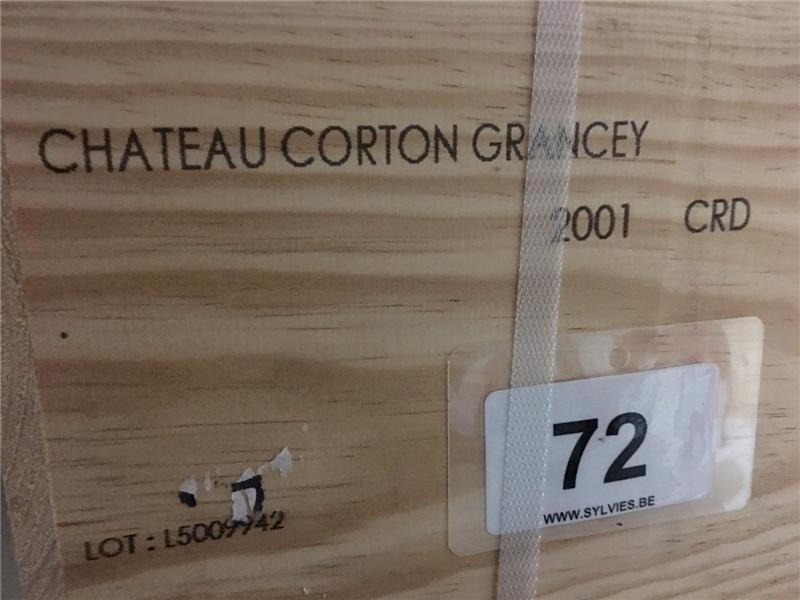 CHATEAU CORTON GRANCEY
2001 CRD
72
WWW.SYLVIES.BE
LOT : L5009942